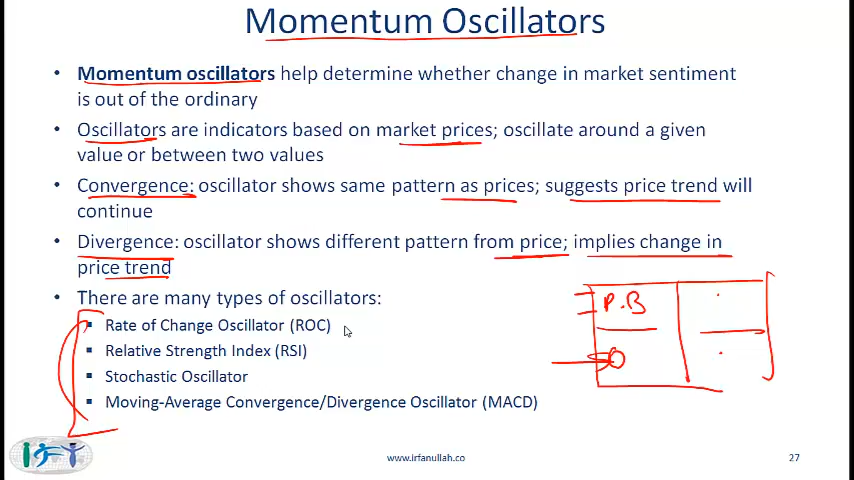 Momentum Oscillators
• Momentum oscillators help determine whether change in market sentiment
is out of the ordinary
• Oscillators are indicators based on market prices; oscillate around a given
value or between two values
• Convergence: oscillator shows same pattern as prices; suggests price trend will
continue
• Divergence: oscillator shows different pattern from price; implies change in
price trend
• There are many types of oscillators:
▪ Rate of Change Oscillator (ROC)
▪ Relative Strength Index (RSI)
▪ Stochastic Oscillator
▪ Moving-Average Convergence/Divergence Oscillator (MACD)
P.B
O
www.irfanullah.co
27